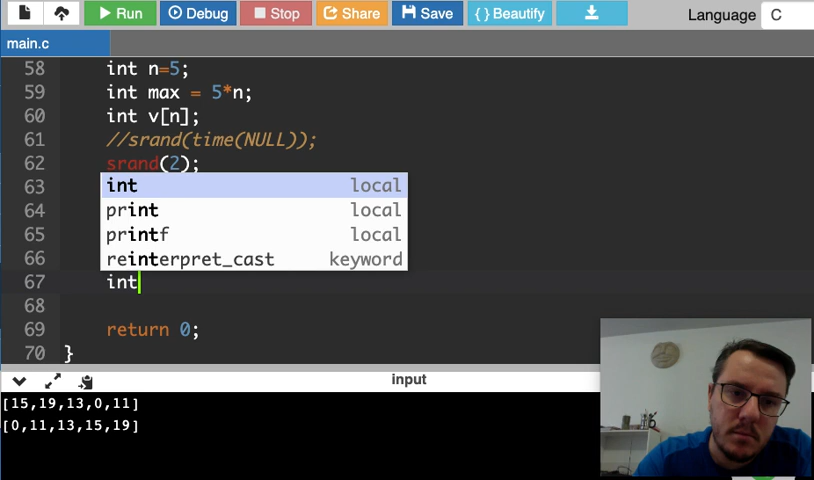 Run Debug Stop Share Save { } Beautify Language C
main.c
58 int n=5;
59 int max = 5*n;
60 int v[n];
61 //srand(time(NULL));
62 srand(2);
63 int local
64 print local
65 printf local
66 reinterpret_cast keyword
67 int
68
69 return 0;
70 }
input
[15,19,13,0,11]
[0,11,13,15,19]